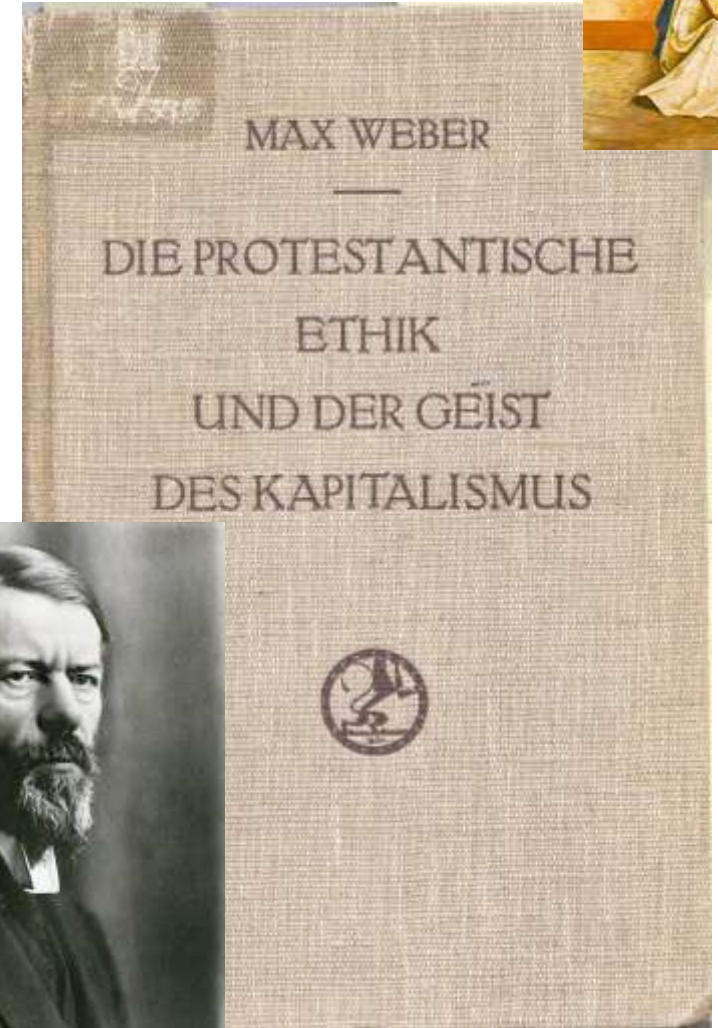 MAX WEBER
DIE PROTESTANTISCHE
ETHIK
UND DER GEIST
DES KAPITALISMUS